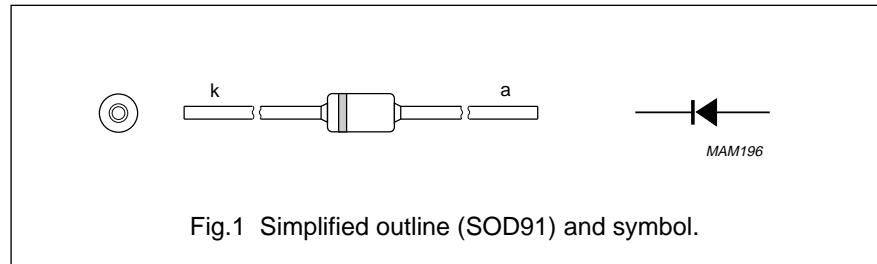 k
a
MAM196
Fig.1 Simplified outline (SOD91) and symbol.